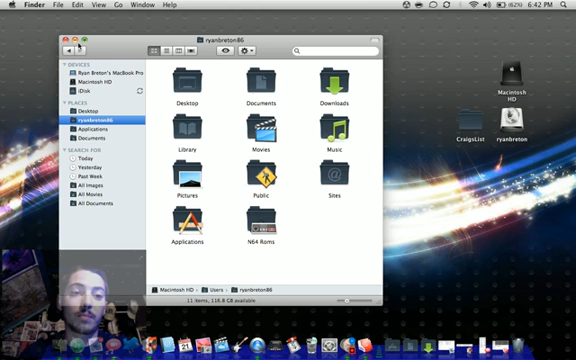 Finder File Edit View Go Window Help
(62%) 6:42 PM
ryanbreton86
DEVICES
Ryan Breton's MacBook Pro
Macintosh HD
iDisk
PLACES
Desktop
ryanbreton86
Applications
Documents
SEARCH FOR
Today
Yesterday
Past Week
All Images
All Movies
All Documents
Desktop Documents Downloads
Library Movies Music
Pictures Public Sites
Applications N64 Roms
Macintosh HD Users ryanbreton86
11 items, 118.8 GB available
Macintosh HD
CraigsList ryanbreton